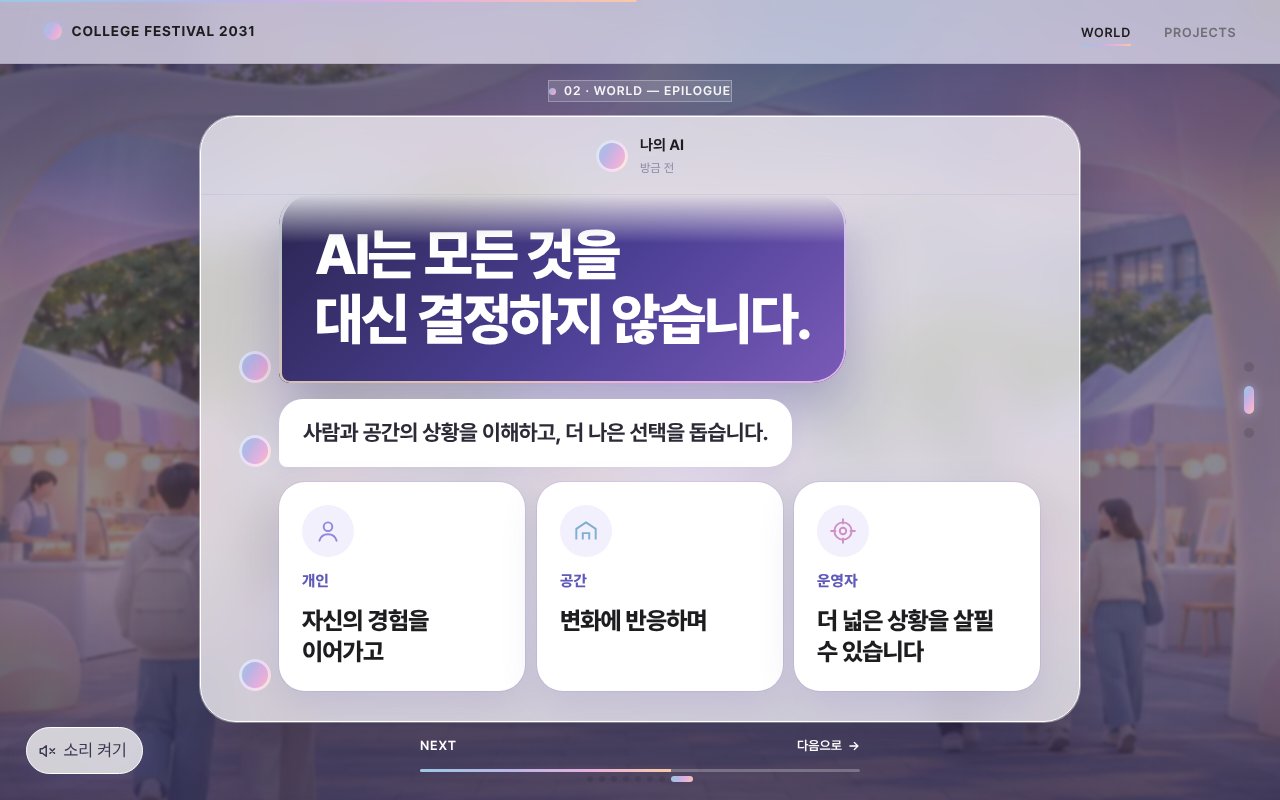 COLLEGE FESTIVAL 2031
WORLD
PROJECTS
02 · WORLD — EPILOGUE
나의 AI
방금 전
AI는 모든 것을
대신 결정하지 않습니다.
사람과 공간의 상황을 이해하고, 더 나은 선택을 돕습니다.
개인
자신의 경험을
이어가고
공간
변화에 반응하며
운영자
더 넓은 상황을 살필
수 있습니다
소리 켜기
NEXT
다음으로 →